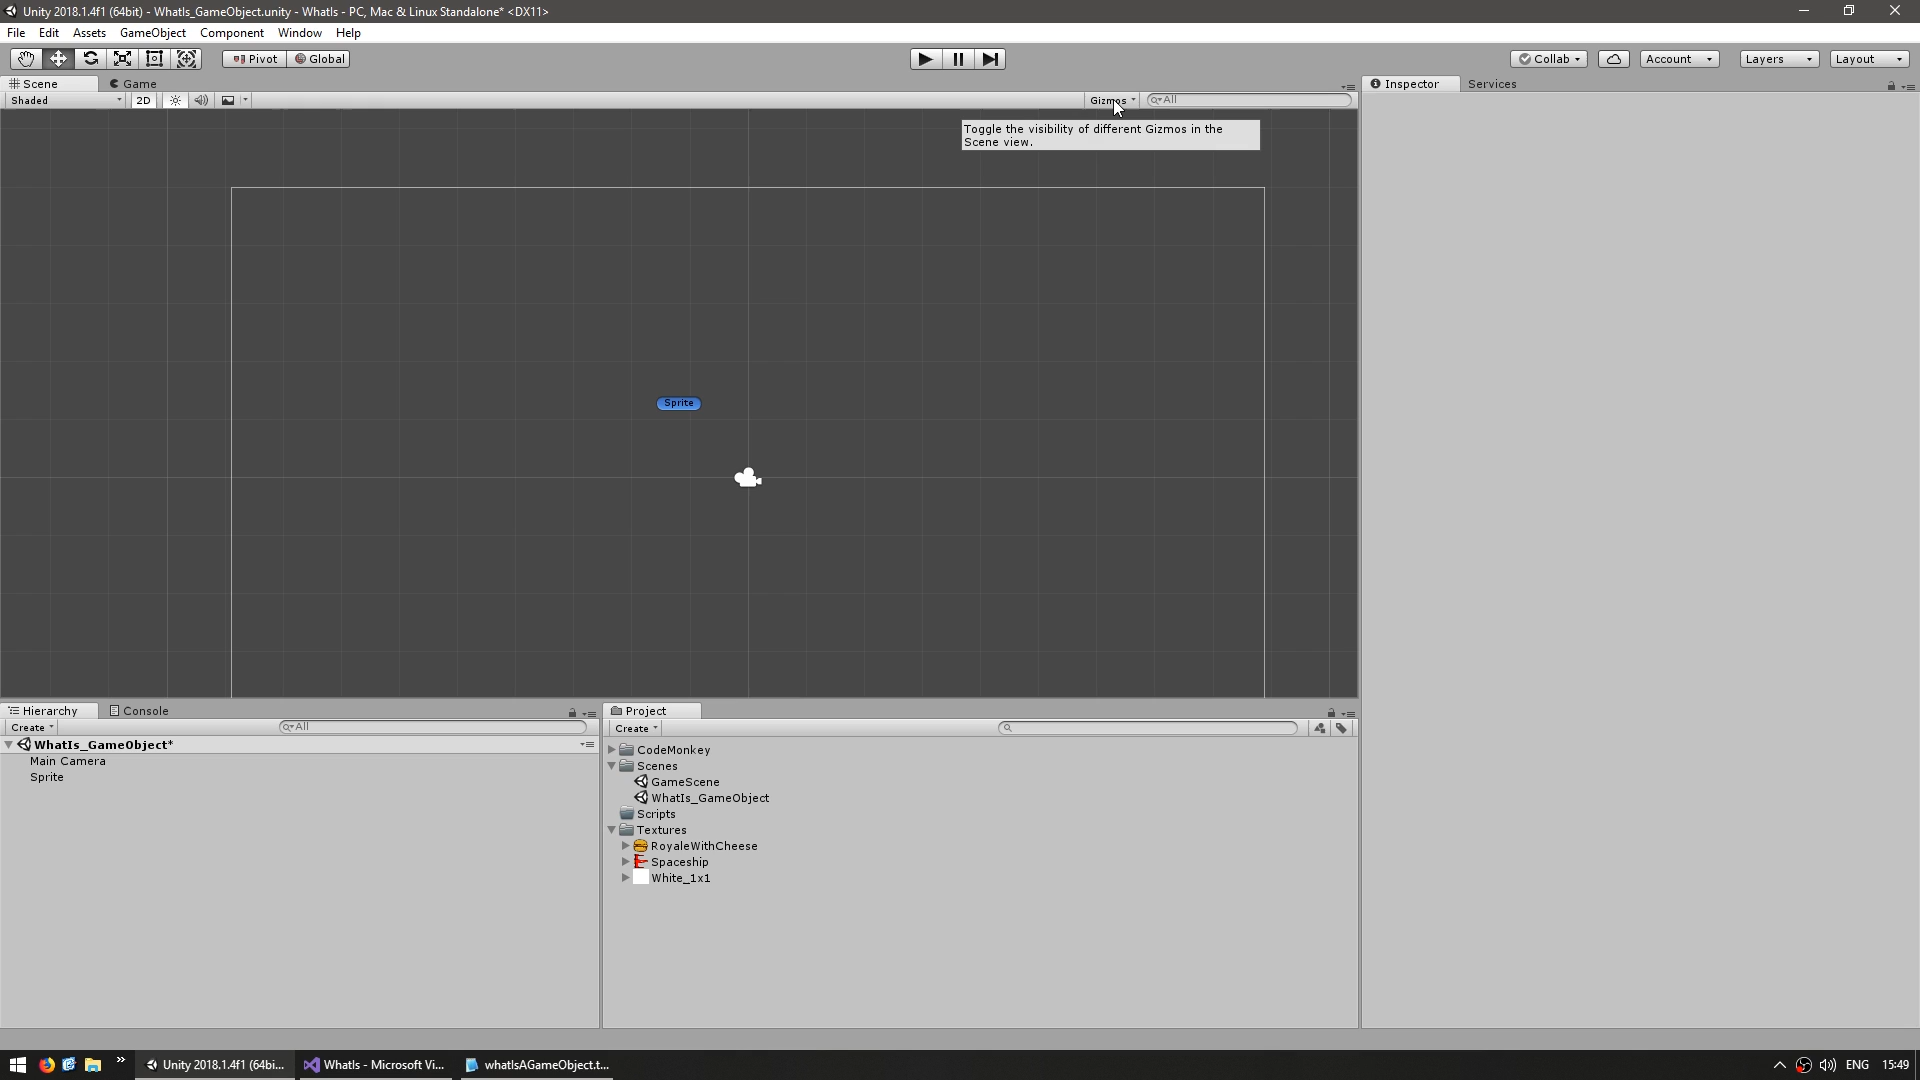 Unity 2018.1.4f1 (64bit) - WhatIs_GameObject.unity - WhatIs - PC, Mac & Linux Standalone* <DX11>
File Edit Assets GameObject Component Window Help
Pivot Global Collab Account Layers Layout
Scene Game Inspector Services
Shaded 2D Gizmos All
Toggle the visibility of different Gizmos in the
Scene view.
Sprite
Hierarchy Console
Create All
WhatIs_GameObject*
Main Camera
Sprite
Project
Create
CodeMonkey
Scenes
GameScene
WhatIs_GameObject
Scripts
Textures
RoyaleWithCheese
Spaceship
White_1x1
Unity 2018.1.4f1 (64bi... WhatIs - Microsoft Vi... whatIsAGameObject.t... ENG 15:49